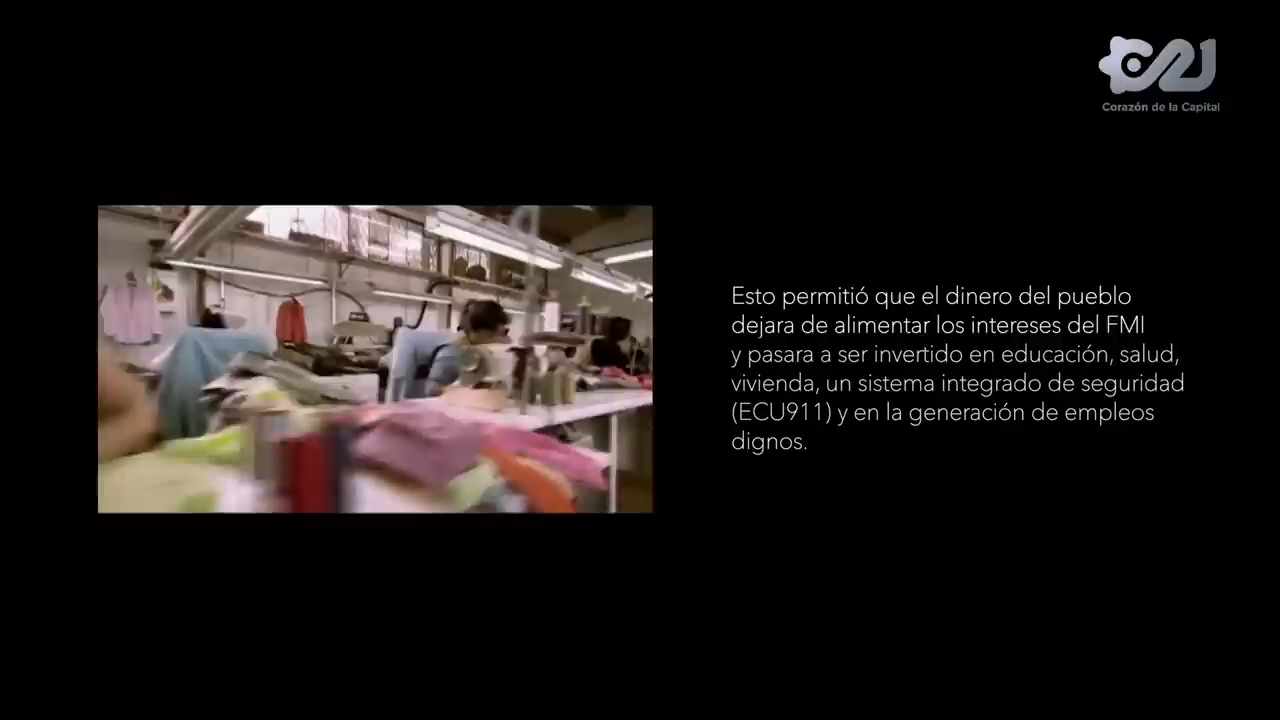 C21
Corazón de la Capital
Esto permitió que el dinero del pueblo
dejara de alimentar los intereses del FMI
y pasara a ser invertido en educación, salud,
vivienda, un sistema integrado de seguridad
(ECU911) y en la generación de empleos
dignos.